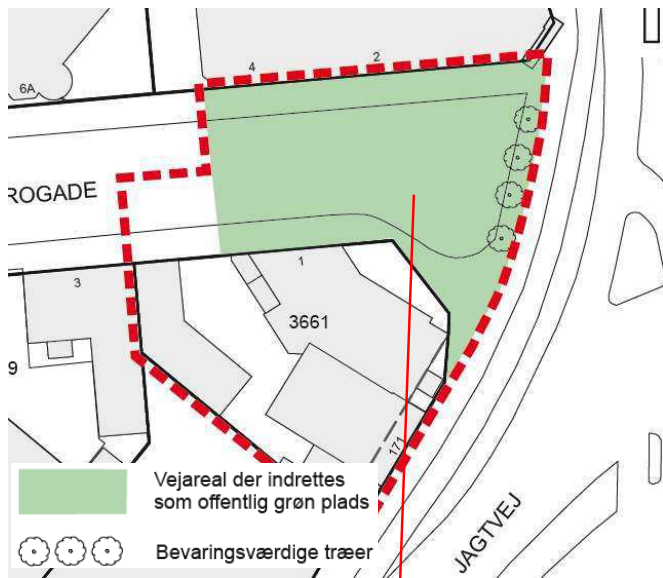 6A
4
2
ROGADE
1
3
3661
9
171
Vejareal der indrettes
som offentlig grøn plads
Bevaringsværdige træer
JAGTVEJ